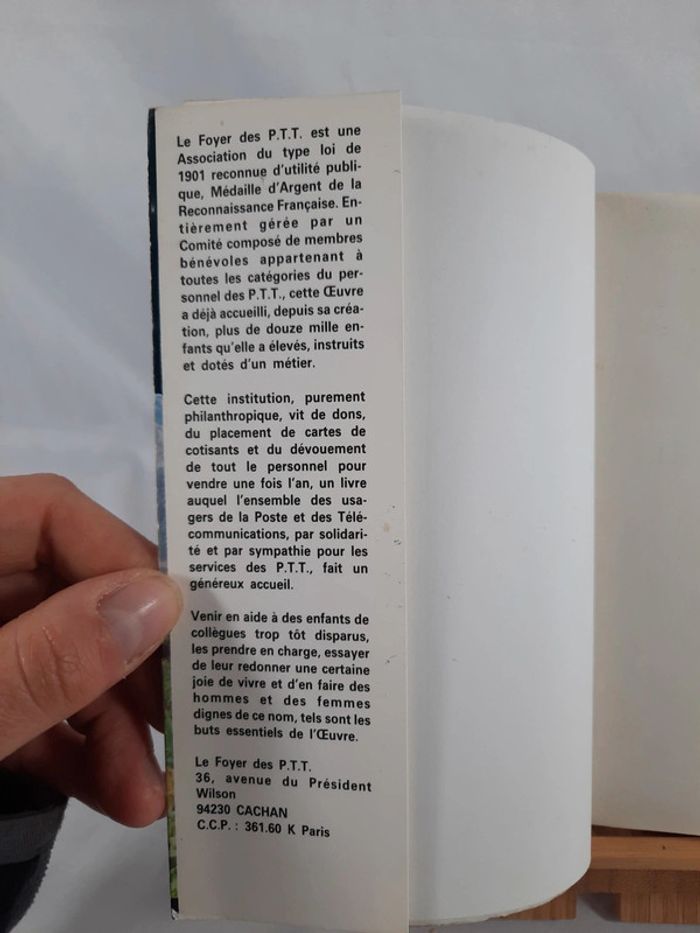 Le Foyer des P.T.T. est une
Association du type loi de
1901 reconnue d'utilité publi-
que, Médaille d'Argent de la
Reconnaissance Française. En-
tièrement gérée par un
Comité composé de membres
bénévoles appartenant à
toutes les catégories du per-
sonnel des P.T.T., cette Œuvre
a déjà accueilli, depuis sa créa-
tion, plus de douze mille en-
fants qu'elle a élevés, instruits
et dotés d'un métier.
Cette institution, purement
philanthropique, vit de dons,
du placement de cartes de
cotisants et du dévouement
de tout le personnel pour
vendre une fois l'an, un livre
auquel l'ensemble des usa-
gers de la Poste et des Télé-
communications, par solidari-
té et par sympathie pour les
services des P.T.T., fait un
généreux accueil.
Venir en aide à des enfants de
collègues trop tôt disparus,
les prendre en charge, essayer
de leur redonner une certaine
joie de vivre et d'en faire des
hommes et des femmes
dignes de ce nom, tels sont les
buts essentiels de l'Œuvre.
Le Foyer des P.T.T.
36, avenue du Président
Wilson
94230 CACHAN
C.C.P. : 361.60 K Paris